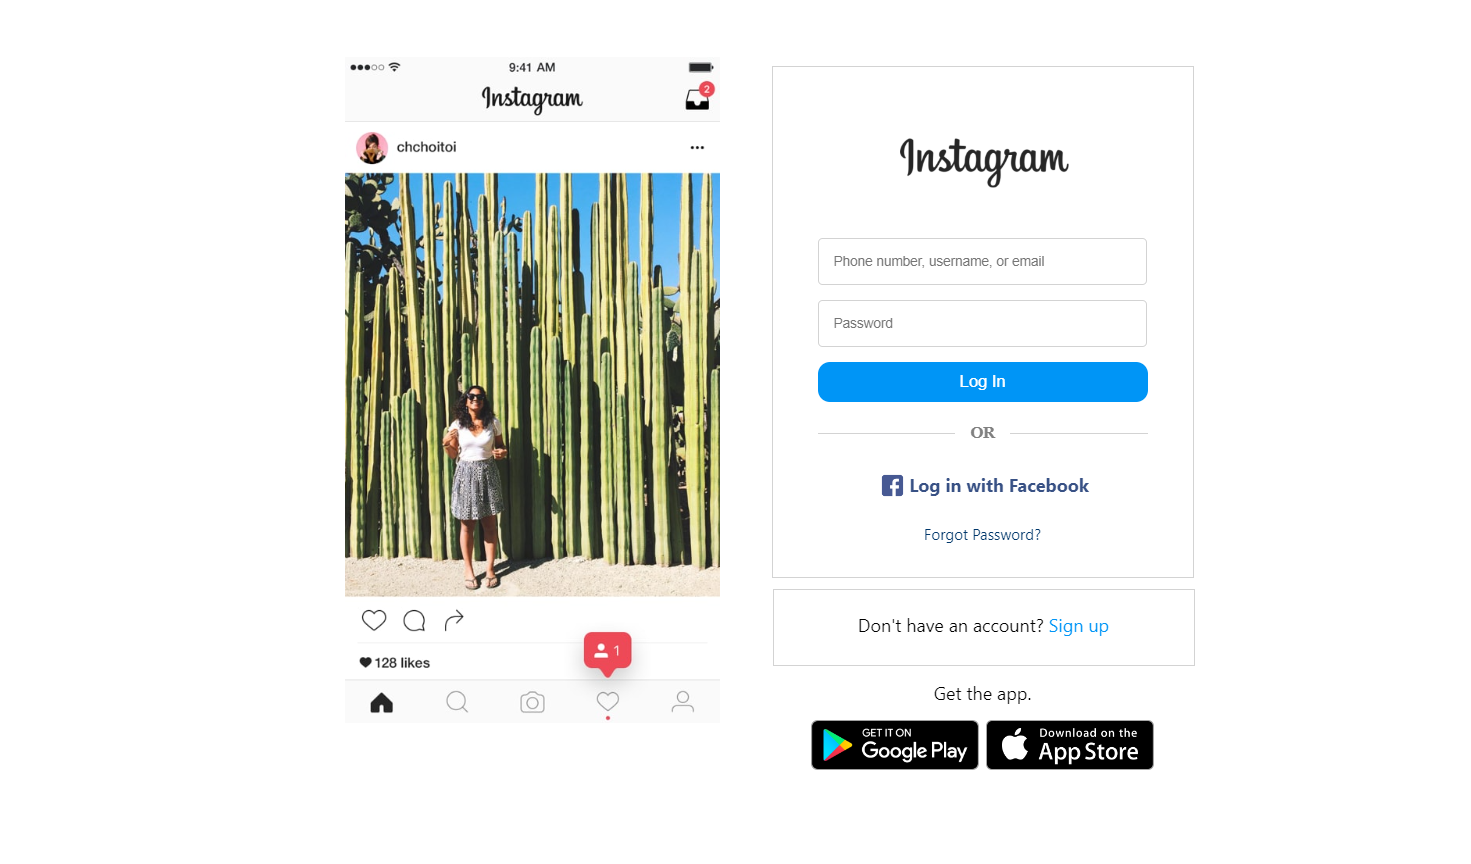 9:41 AM
Instagram
2
chchoitoi
128 likes
1
Instagram
Phone number, username, or email
Password
Log In
OR
Log in with Facebook
Forgot Password?
Don't have an account? Sign up
Get the app.
GET IT ON
Google Play
Download on the
App Store